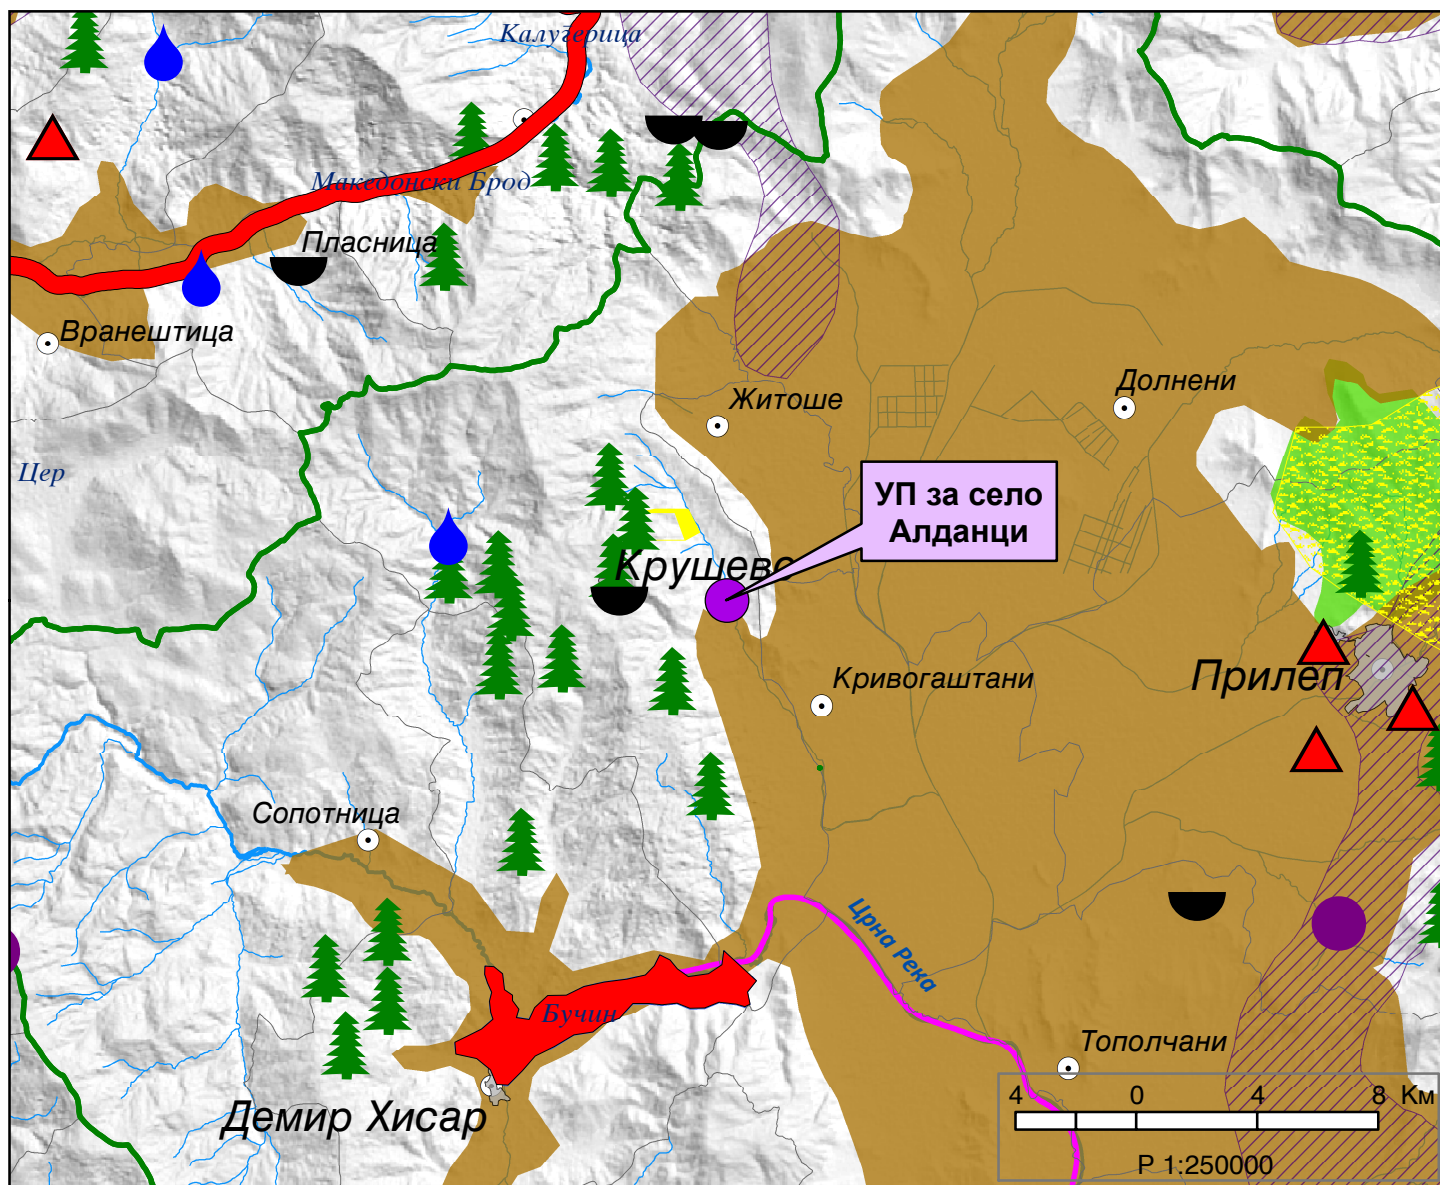 Калуѓерица
Македонски Брод
Пласница
Вранештица
Долнени
Житоше
Цер
УП за село
Алданци
Крушево
Прилеп
Кривогаштани
Сопотница
Црна Река
Бучин
Тополчани
Демир Хисар
4 0 4 8 Км
Р 1:250000